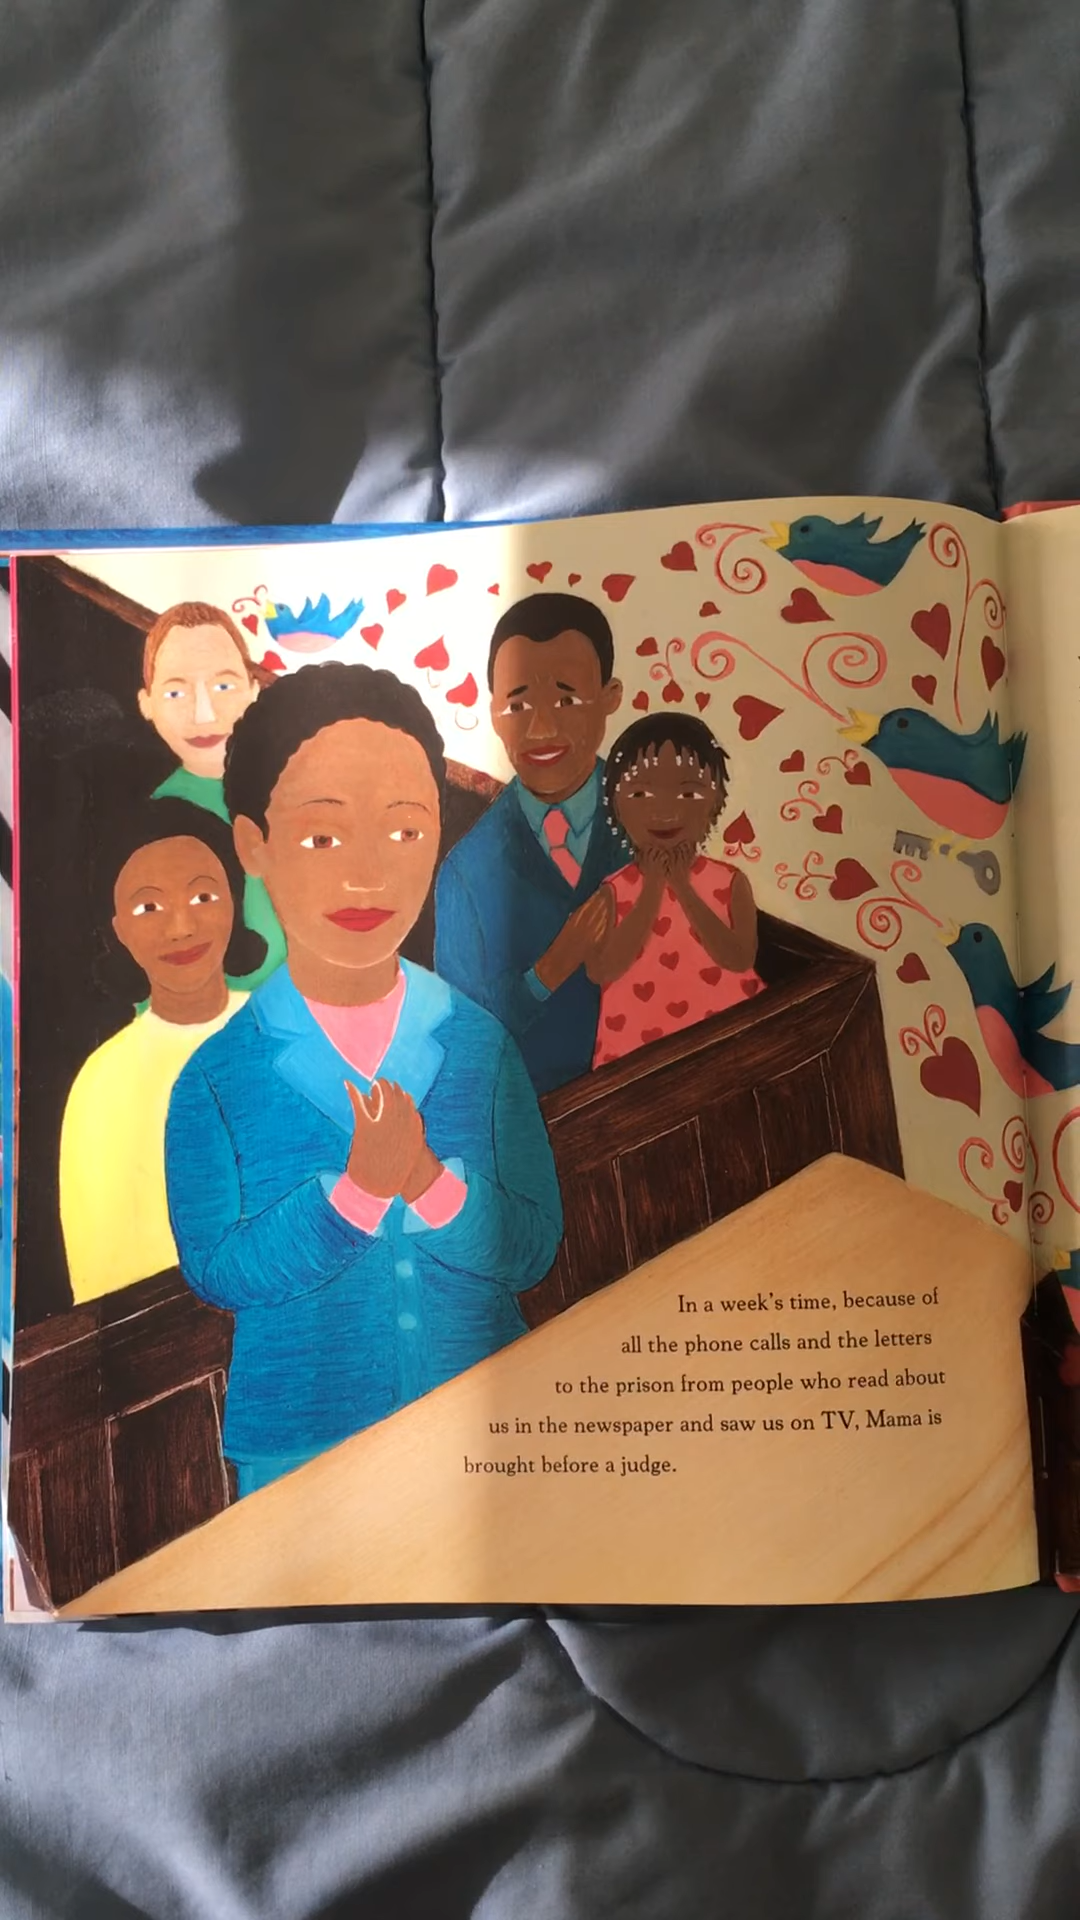 In a week's time, because of
all the phone calls and the letters
to the prison from people who read about
us in the newspaper and saw us on TV, Mama is
brought before a judge.